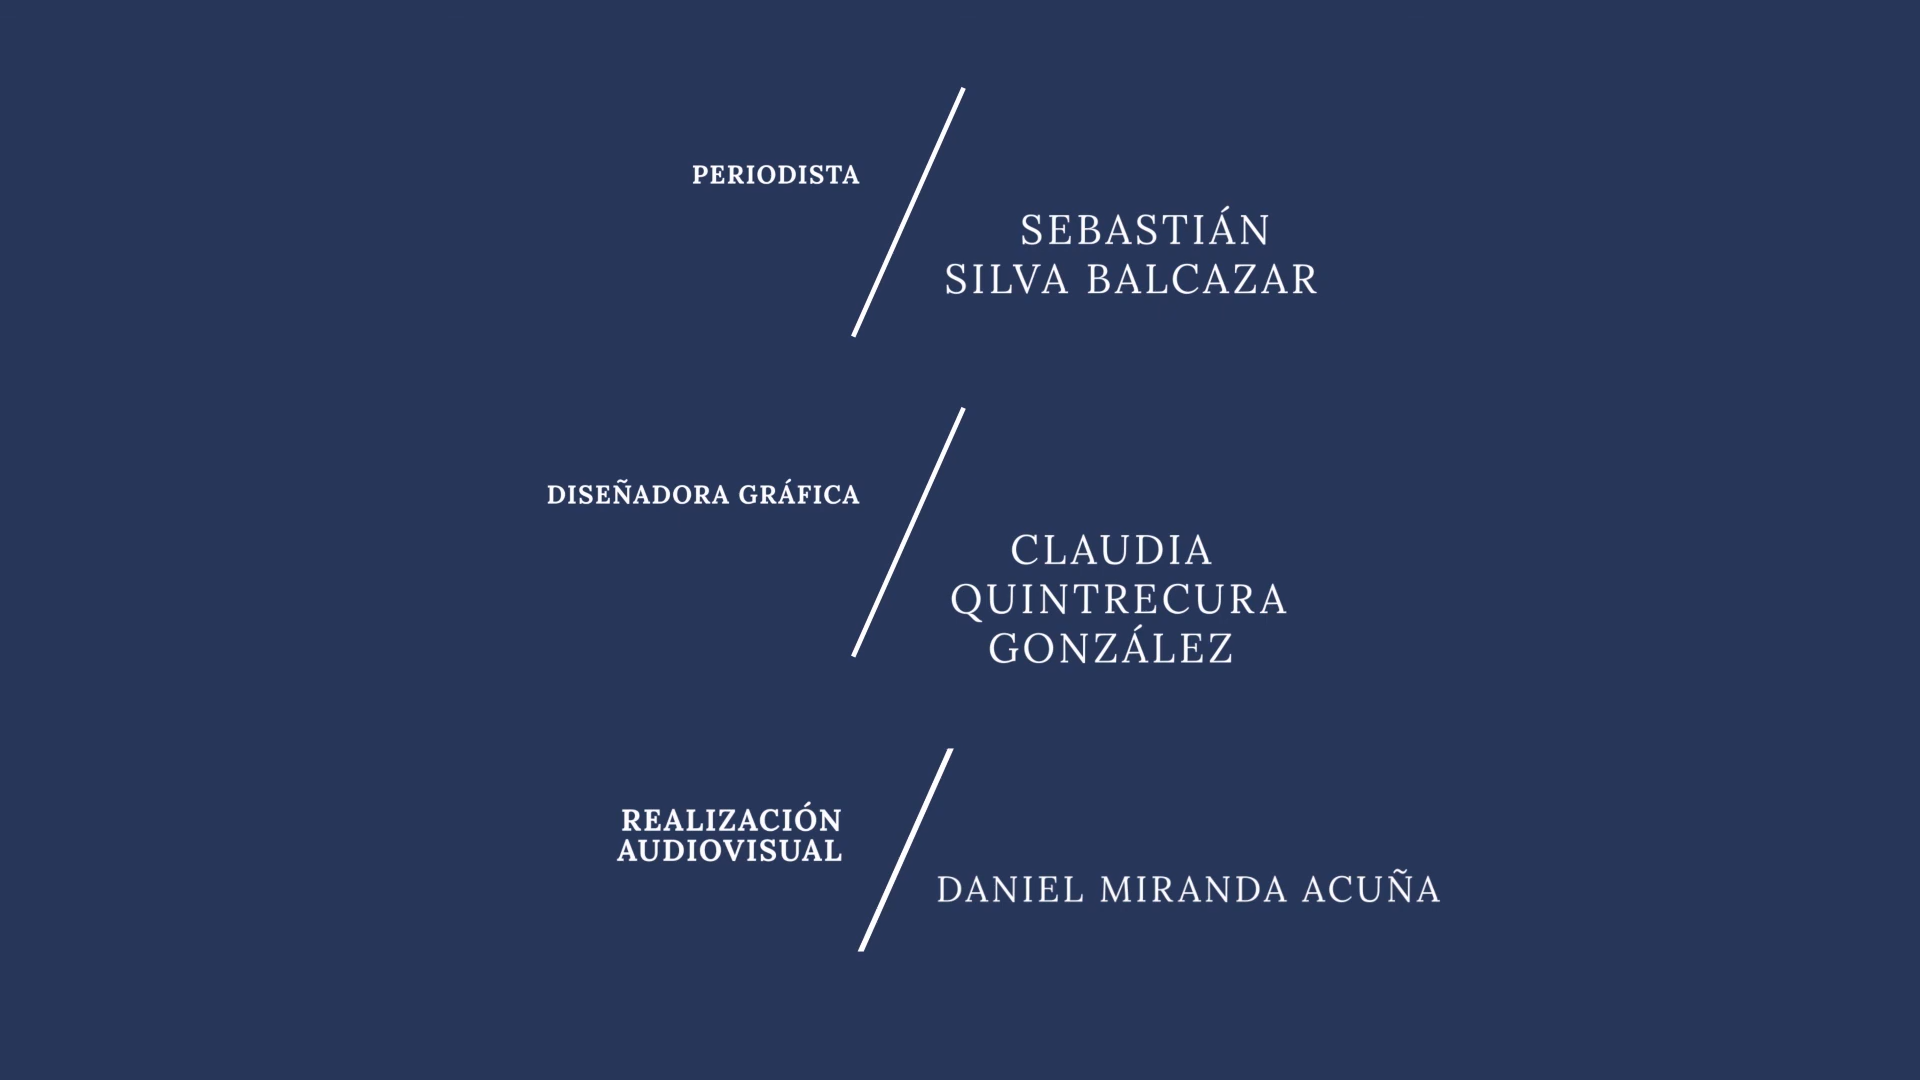 PERIODISTA
SEBASTIÁN
SILVA BALCAZAR
DISEÑADORA GRÁFICA
CLAUDIA
QUINTRECURA
GONZÁLEZ
REALIZACIÓN
AUDIOVISUAL
DANIEL MIRANDA ACUÑA